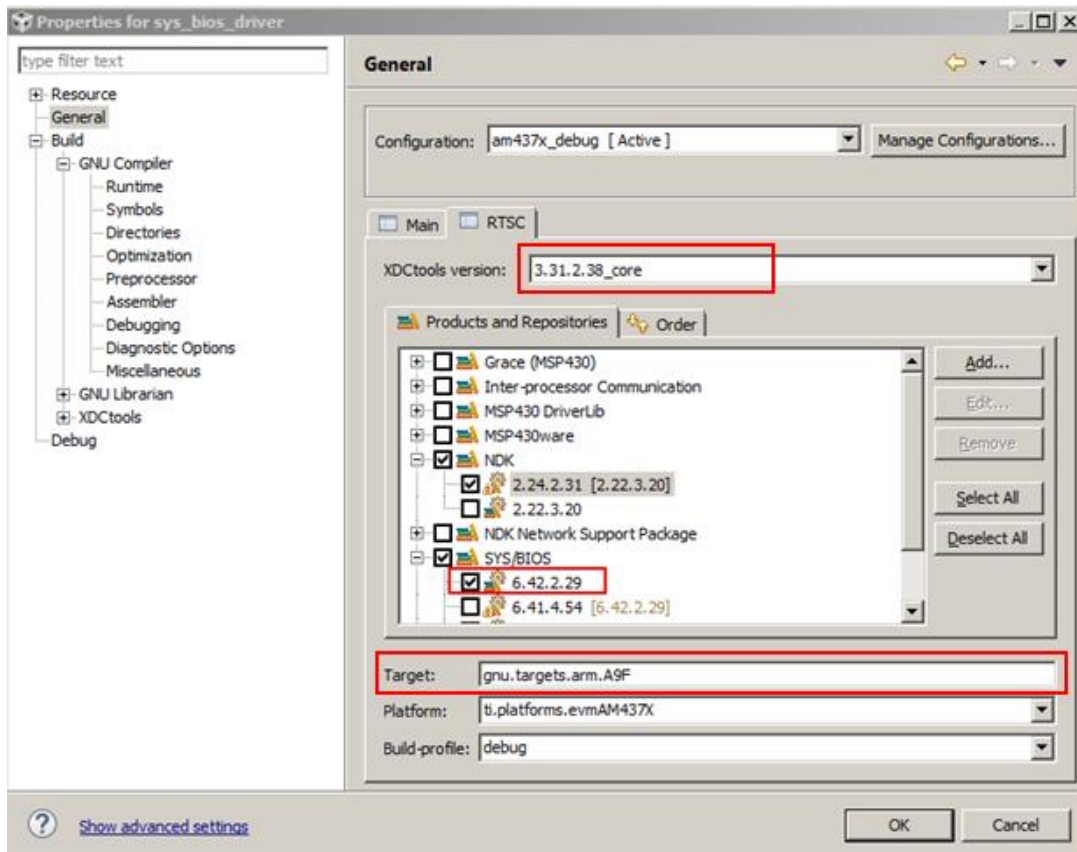 Properties for sys_bios_driver
type filter text
Resource
General
Build
GNU Compiler
Runtime
Symbols
Directories
Optimization
Preprocessor
Assembler
Debugging
Diagnostic Options
Miscellaneous
GNU Librarian
XDCtools
Debug
General
Configuration: am437x_debug [ Active ] Manage Configurations...
Main RTSC
XDCtools version: 3.31.2.38_core
Products and Repositories Order
Grace (MSP430)
Inter-processor Communication
MSP430 DriverLib
MSP430ware
NDK
2.24.2.31 [2.22.3.20]
2.22.3.20
NDK Network Support Package
SYS/BIOS
6.42.2.29
6.41.4.54 [6.42.2.29]
Add...
Edit...
Remove
Select All
Deselect All
Target: gnu.targets.arm.A9F
Platform: ti.platforms.evmAM437X
Build-profile: debug
? Show advanced settings
OK Cancel